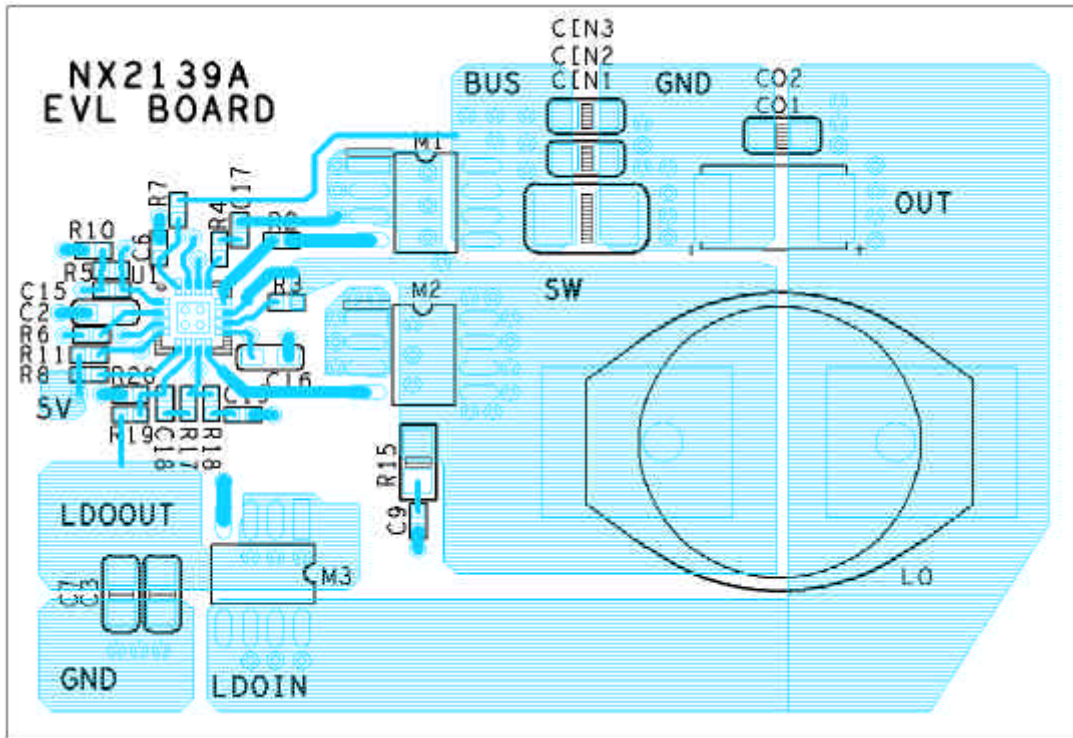 NX2139A
EVL BOARD
CIN3
CIN2
CIN1
BUS
GND
CO2
CO1
M1
OUT
R7
C6
R4
C17
R10
R5
U1
C15
C2
R6
R11
R8
R3
M2
SW
C16
5V
R19
C18
R17
R18
R15
C9
LDOOUT
C7
C3
M3
LO
GND
LDOIN